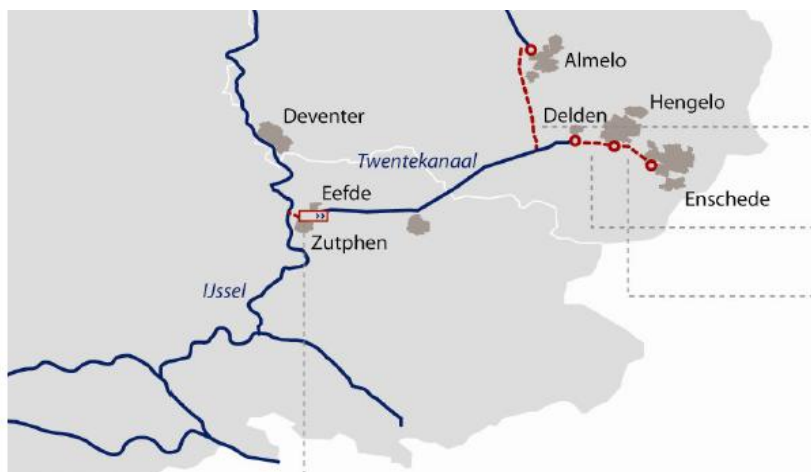 Almelo
Hengelo
Delden
Deventer
Twentekanaal
Enschede
Eefde
Zutphen
IJssel